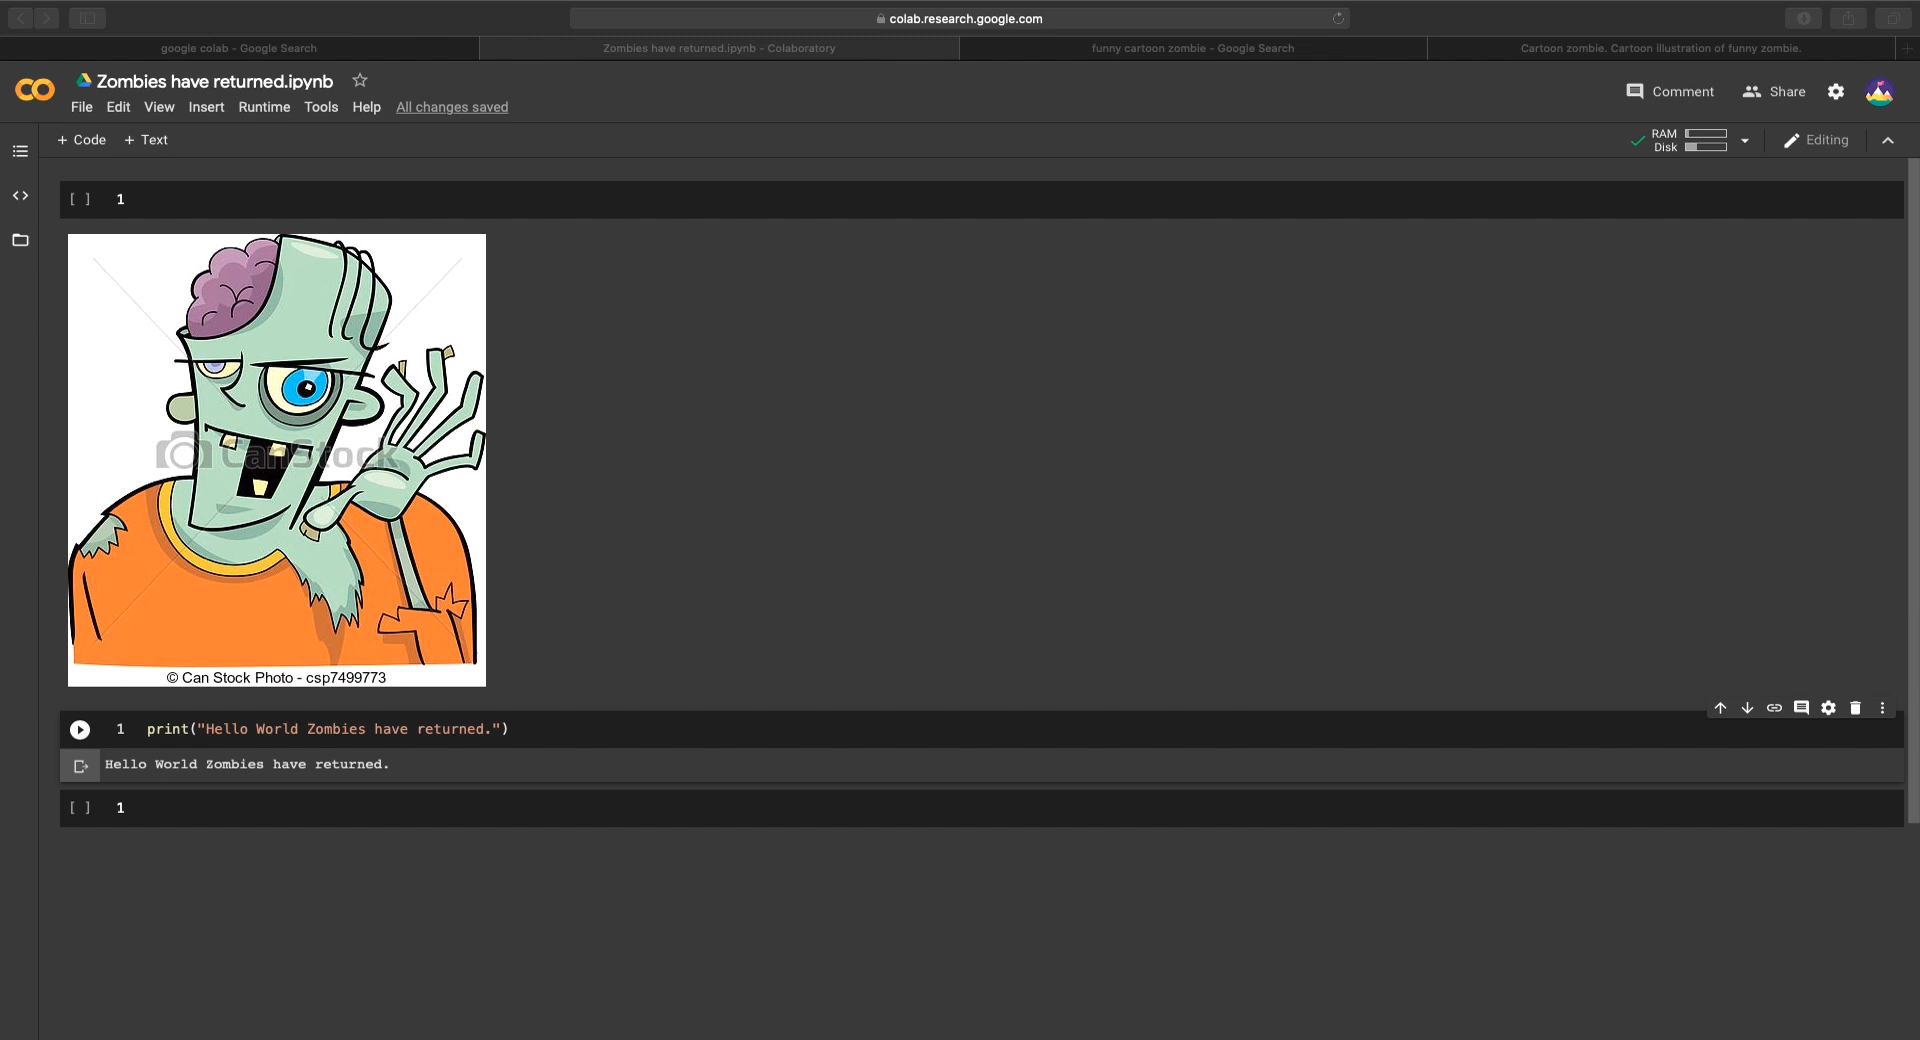 colab.research.google.com
google colab - Google Search
Zombies have returned.ipynb - Colaboratory
funny cartoon zombie - Google Search
Cartoon zombie. Cartoon illustration of funny zombie.
CO Zombies have returned.ipynb
File Edit View Insert Runtime Tools Help All changes saved
Comment Share
+ Code + Text
RAM
Disk
Editing
[ ] 1
CanStock
© Can Stock Photo - csp7499773
1 print("Hello World Zombies have returned.")
Hello World Zombies have returned.
[ ] 1